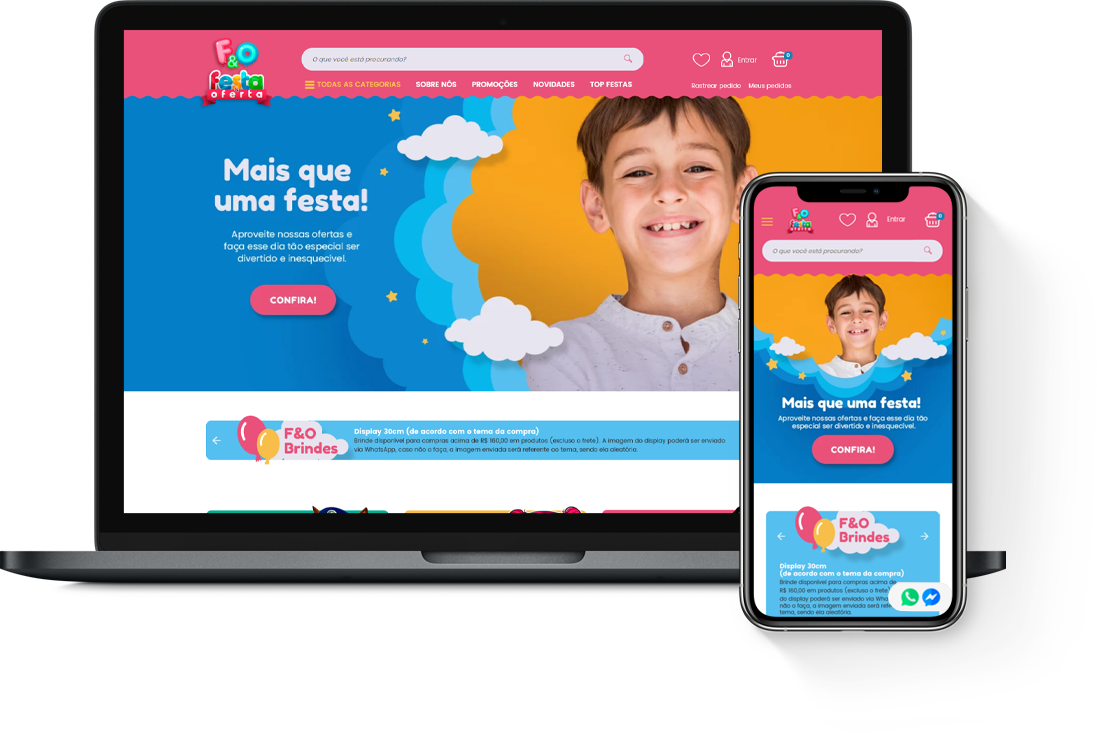 F&O
festa
oferta
O que você está procurando?
Entrar
0
TODAS AS CATEGORIAS
SOBRE NÓS
PROMOÇÕES
NOVIDADES
TOP FESTAS
Rastrear pedido
Meus pedidos
Mais que
uma festa!
Aproveite nossas ofertas e
faça esse dia tão especial ser
divertido e inesquecível.
CONFIRA!
F&O
Brindes
Display 30cm (de acordo com o tema da compra)
Brinde disponível para compras acima de R$ 160,00 em produtos (excluso o frete). A imagem do display poderá ser enviado
via WhatsApp, caso não o faça, a imagem enviada será referente ao tema, sendo ela aleatória.
F&O
festa
oferta
Entrar
0
O que você está procurando?
Mais que uma festa!
Aproveite nossas ofertas e faça esse dia tão
especial ser divertido e inesquecível.
CONFIRA!
F&O
Brindes
Display 30cm
(de acordo com o tema da compra)
Brinde disponível para compras acima de
R$ 160,00 em produtos (excluso o frete
do display poderá ser enviado via Wha
não o faça, a imagem enviada será refe
tema, sendo ela aleatória.